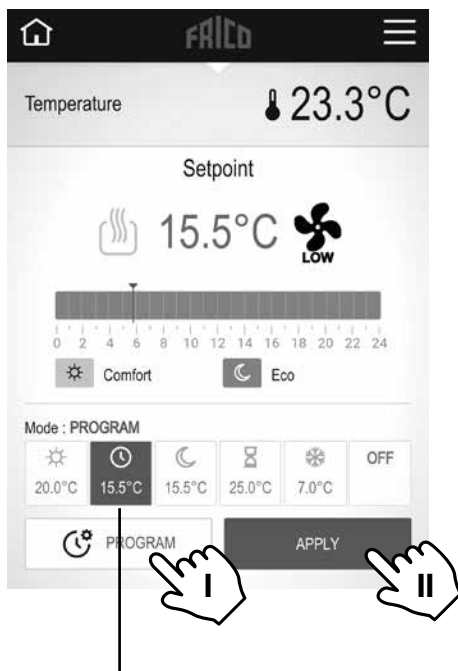 FRICO
Temperature 23.3°C
Setpoint
15.5°C
LOW
0 2 4 6 8 10 12 14 16 18 20 22 24
Comfort Eco
Mode : PROGRAM
20.0°C 15.5°C 15.5°C 25.0°C 7.0°C OFF
PROGRAM APPLY
I II